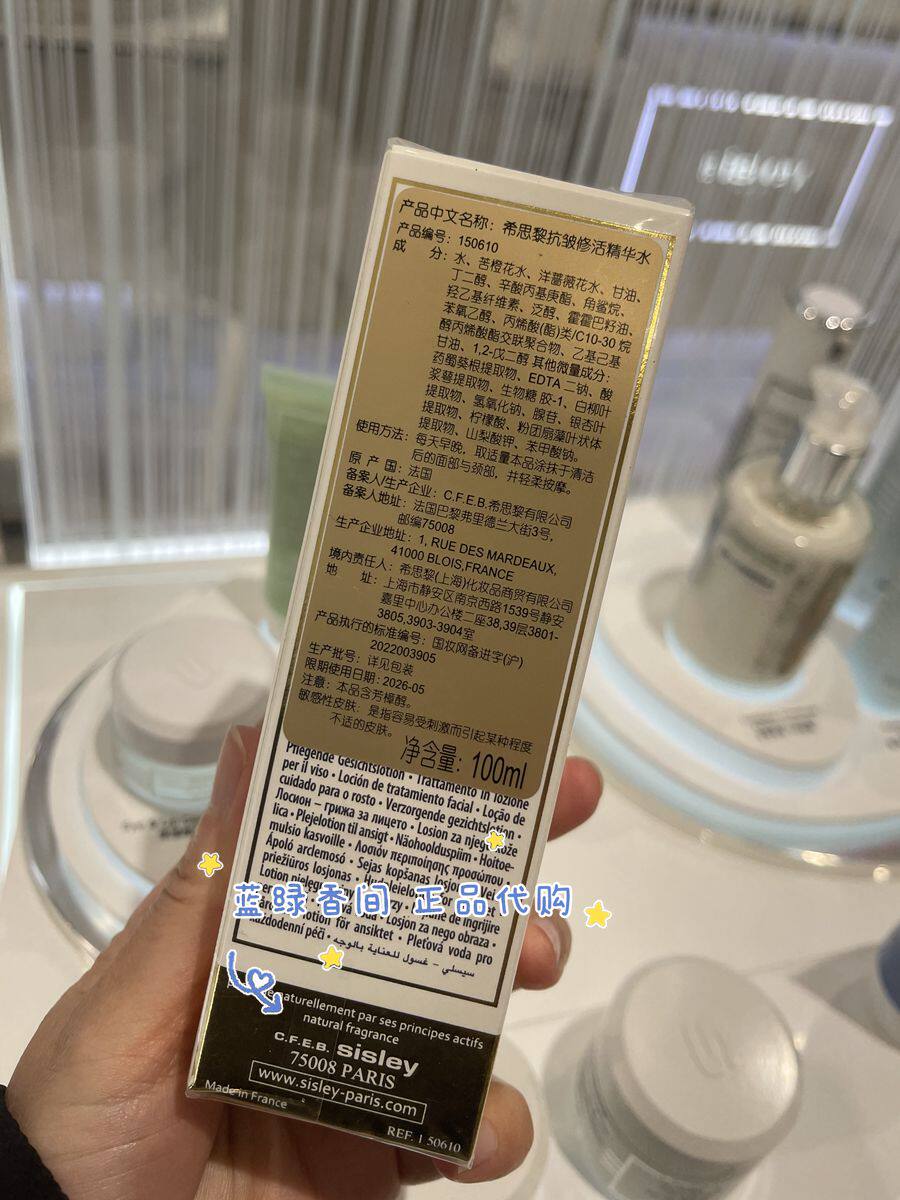 产品中文名称：希思黎抗皱修活精华水
产品编号：150610
成 分：水、苦橙花水、洋蔷薇花水、甘油、
丁二醇、辛酸丙基庚酯、角鲨烷、
羟乙基纤维素、泛醇、霍霍巴籽油、
苯氧乙醇、丙烯酸(酯)类/C10-30 烷
醇丙烯酸酯交联聚合物、乙基己基
甘油、1,2-戊二醇 其他微量成分：
药蜀葵根提取物、EDTA 二钠、酸
浆萼提取物、生物糖 胶-1、白柳叶
提取物、氢氧化钠、腺苷、银杏叶
提取物、柠檬酸、粉团扇藻叶状体
提取物、山梨酸钾、苯甲酸钠。
使用方法：每天早晚，取适量本品涂抹于清洁
后的面部与颈部，并轻柔按摩。
原 产 国：法国
备案人/生产企业：C.F.E.B.希思黎有限公司
备案人地址：法国巴黎弗里德兰大街3号，
邮编75008
生产企业地址：1, RUE DES MARDEAUX,
41000 BLOIS,FRANCE
境内责任人：希思黎(上海)化妆品商贸有限公司
地 址：上海市静安区南京西路1539号静安
嘉里中心办公楼二座38,39层3801-
3805,3903-3904室
产品执行的标准编号：国妆网备进字(沪)
2022003905
生产批号：详见包装
限期使用日期：2026-05
注意：本品含芳樟醇。
敏感性皮肤：是指容易受刺激而引起某种程度
不适的皮肤。
净含量：100ml
Pflegende Gesichtslotion • Trattamento in lozione
per il viso • Loción de tratamiento facial • Loção de
cuidado para o rosto • Verzorgende gezichtslotion •
Лосион – грижа за лицето • Losion za njegu kože
lica • Plejelotion til ansigt • Näohoolduspiim • Hoitoe-
mulsio kasvoille • Λοσιόν περιποίησης προσώπου •
Ápoló arclemosó • Sejas kopšanas losjons • Veido
priežiūros losjonas •
Lotion
蓝绿香间 正品代购
de îngrijire
• Losjon za nego obraza •
lotion för ansiktet • Pleťová voda pro
každodenní péči • سيسلي – غسول للعناية بالوجه
naturellement par ses principes actifs
natural fragrance
C.F.E.B. sisley
75008 PARIS
www.sisley-paris.com
Made in France
REF. 1 50610
sisley